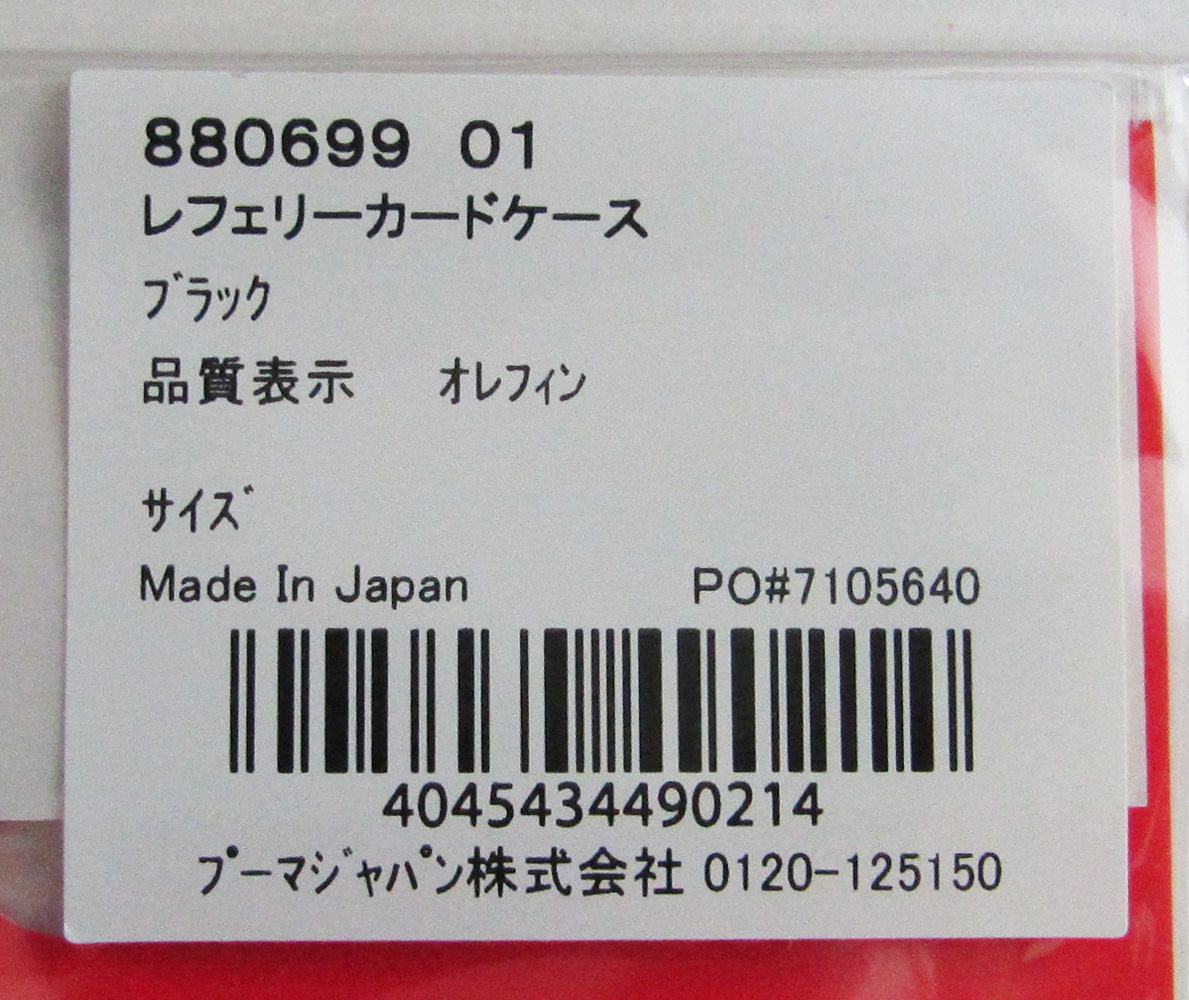 880699 01
レフェリーカードケース
ﾌﾞﾗｯｸ
品質表示 ｵﾚﾌｨﾝ
ｻｲｽﾞ
Made In Japan PO#7105640
4045434490214
ﾌﾟｰﾏｼﾞｬﾊﾟﾝ株式会社 0120-125150